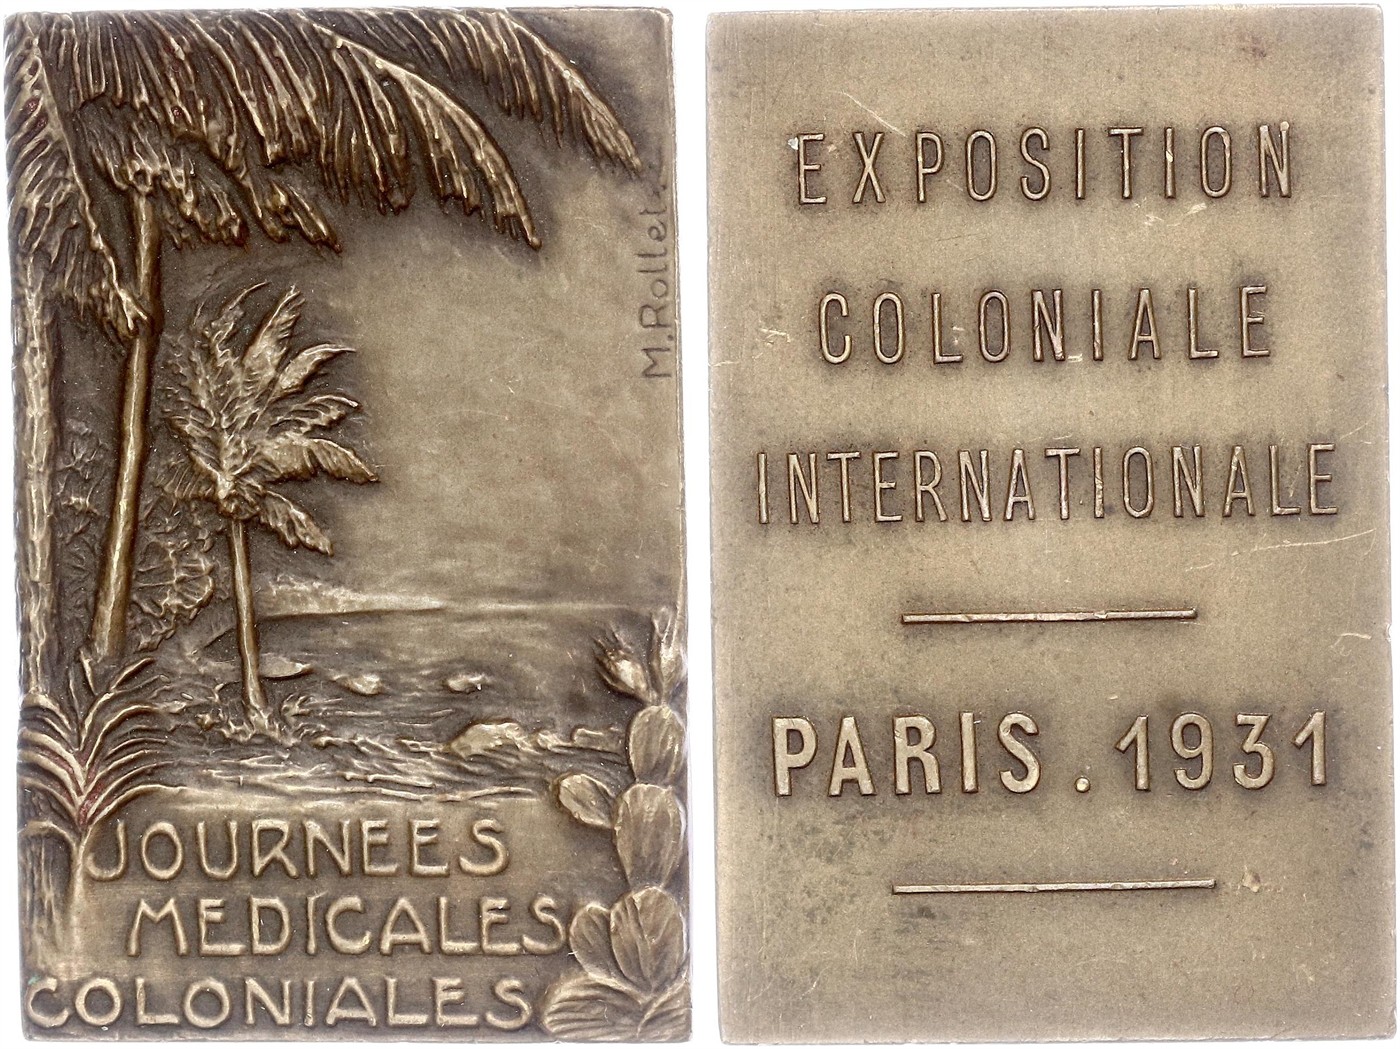 M. Rollet.
JOURNEES
MEDICALES
COLONIALES
EXPOSITION
COLONIALE
INTERNATIONALE
PARIS . 1931